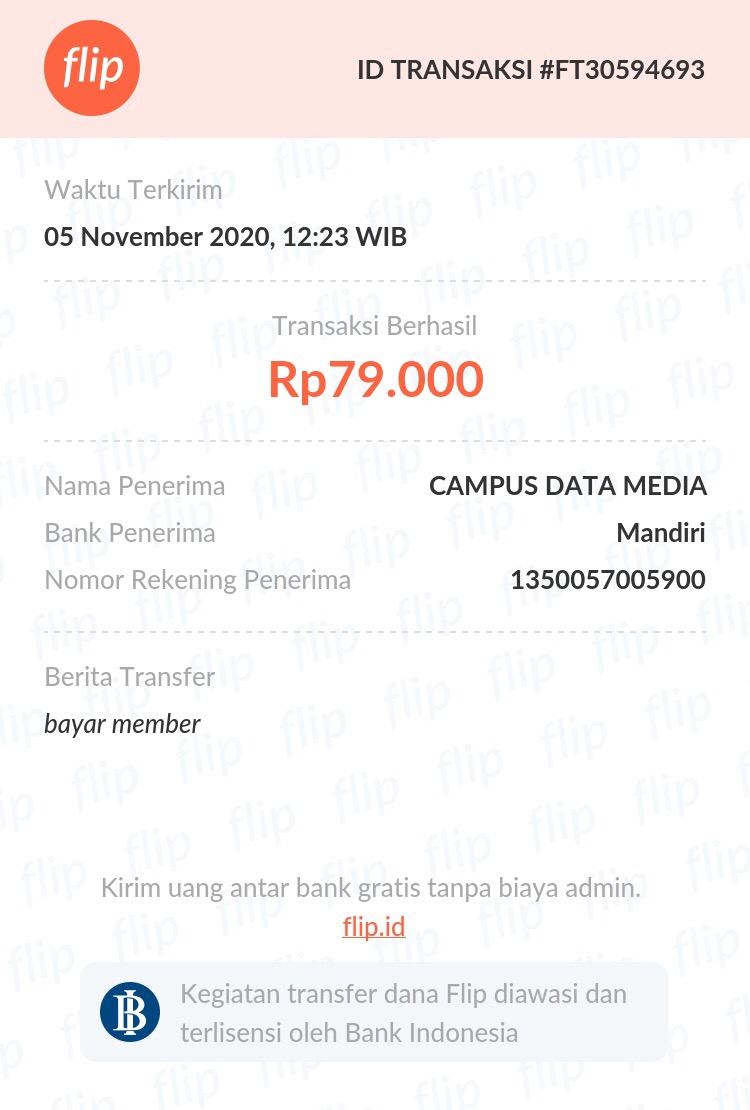 flip
ID TRANSAKSI #FT30594693
Waktu Terkirim
05 November 2020, 12:23 WIB
Transaksi Berhasil
Rp79.000
Nama Penerima CAMPUS DATA MEDIA
Bank Penerima Mandiri
Nomor Rekening Penerima 1350057005900
Berita Transfer
bayar member
Kirim uang antar bank gratis tanpa biaya admin.
flip.id
Kegiatan transfer dana Flip diawasi dan
terlisensi oleh Bank Indonesia